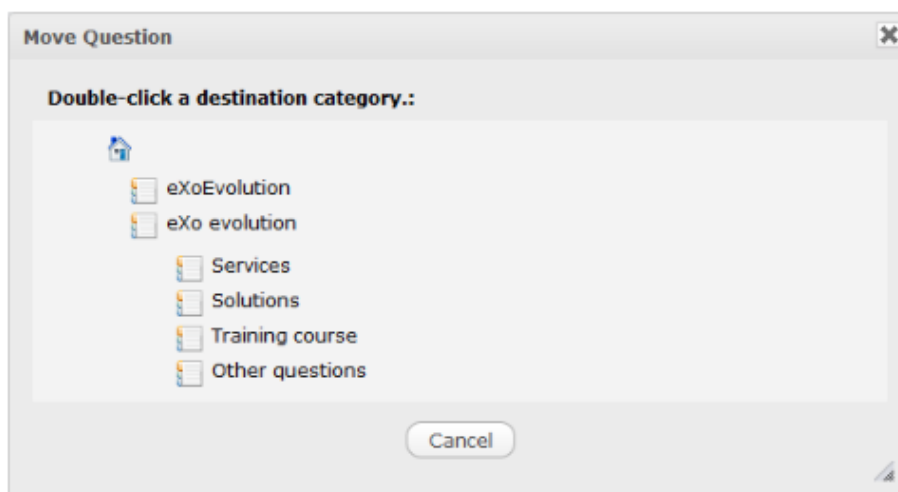 Move Question
Double-click a destination category.:
eXoEvolution
eXo evolution
Services
Solutions
Training course
Other questions
Cancel